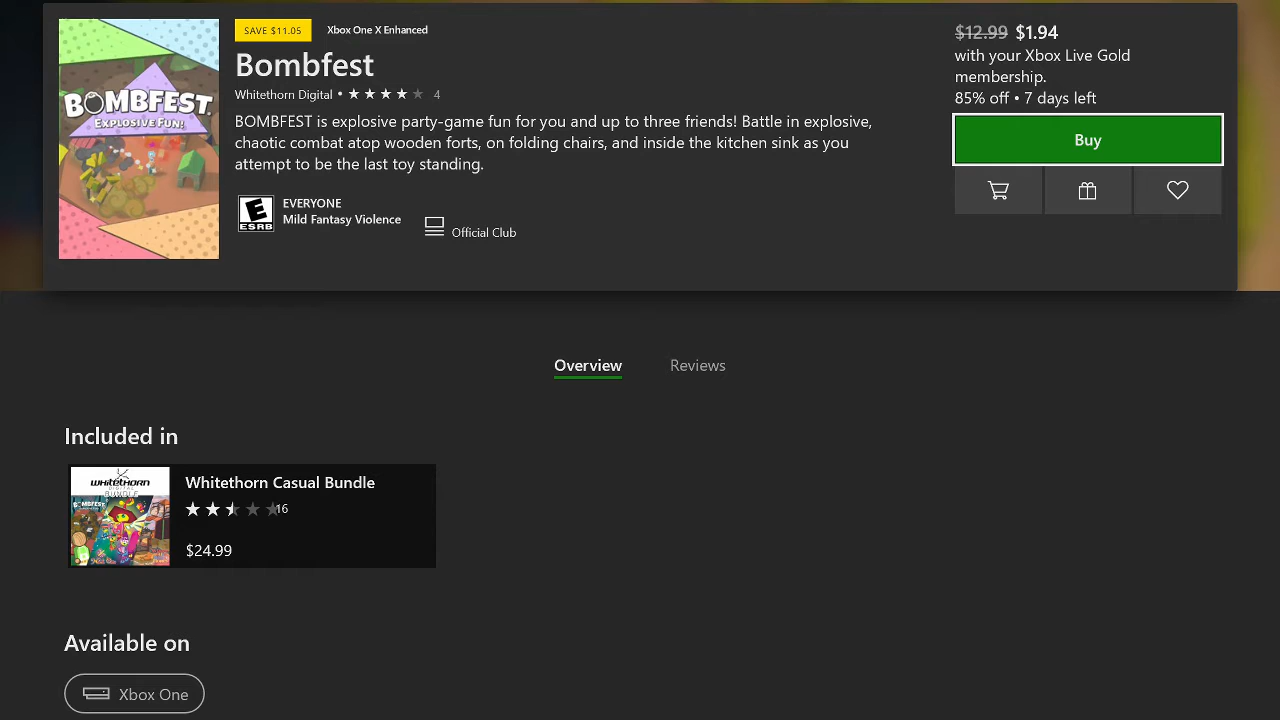 SAVE $11.05 Xbox One X Enhanced
Bombfest
Whitethorn Digital • 4
BOMBFEST is explosive party-game fun for you and up to three friends! Battle in explosive,
chaotic combat atop wooden forts, on folding chairs, and inside the kitchen sink as you
attempt to be the last toy standing.
E
ESRB
EVERYONE
Mild Fantasy Violence
Official Club
BOMBFEST
EXPLOSIVE FUN!
$12.99 $1.94
with your Xbox Live Gold
membership.
85% off • 7 days left
Buy
Overview Reviews
Included in
WHITETHORN
DIGITAL
BUNDLE
BOMBFEST
Whitethorn Casual Bundle
16
$24.99
Available on
Xbox One